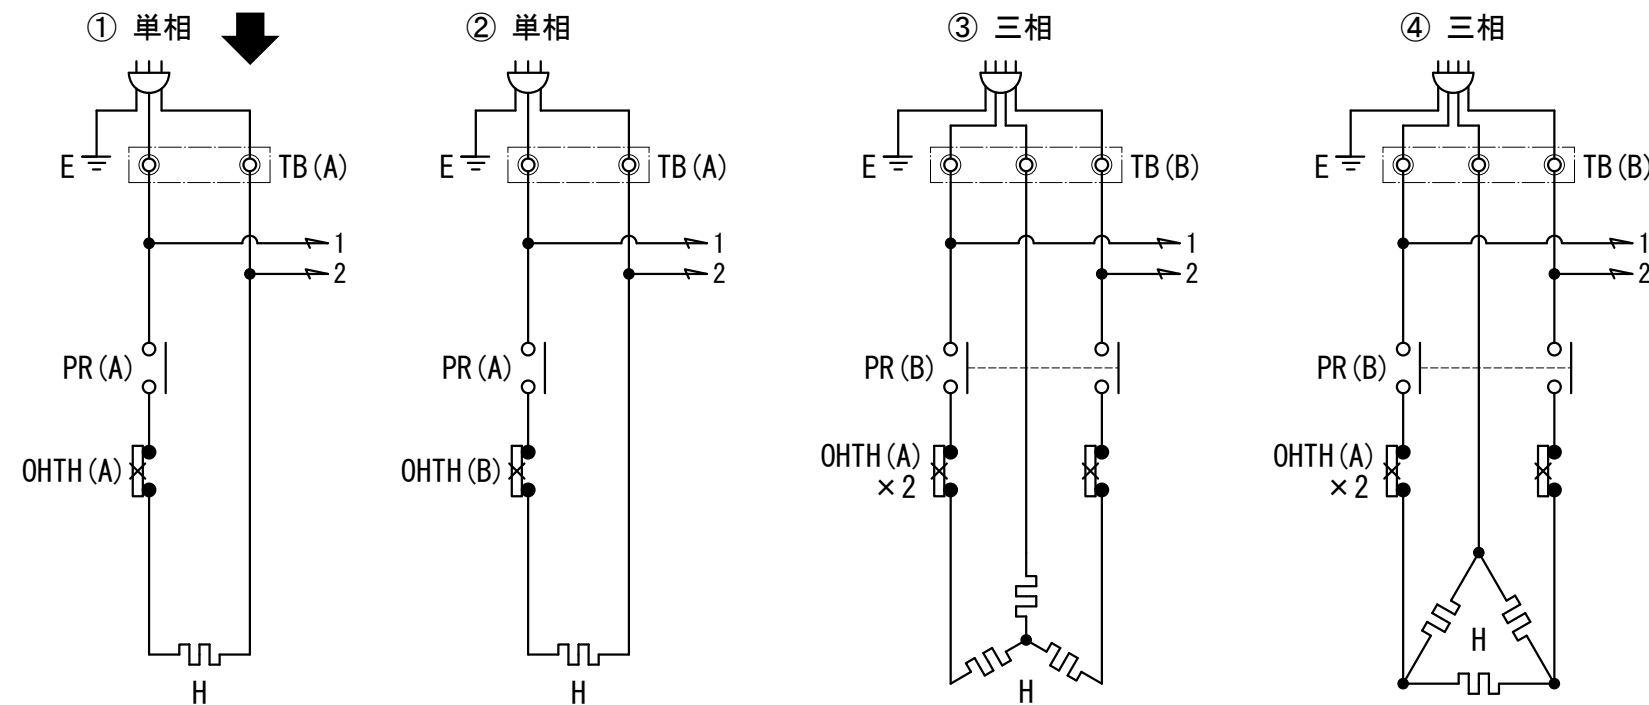 ① 単相
② 単相
③ 三相
④ 三相
E
TB(A)
E
TB(A)
E
TB(B)
E
TB(B)
1
2
1
2
1
2
1
2
PR(A)
PR(A)
PR(B)
PR(B)
OHTH(A)
OHTH(B)
OHTH(A)
×2
OHTH(A)
×2
H
H
H
H